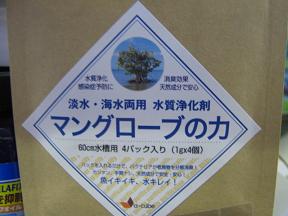 水質浄化
感染症予防に
消臭効果
天然成分で安心
淡水・海水両用 水質浄化剤
マングローブの力
60cm水槽用 4パック入り(1gx4個)
魚イキイキ、水キレイ!
a-cube